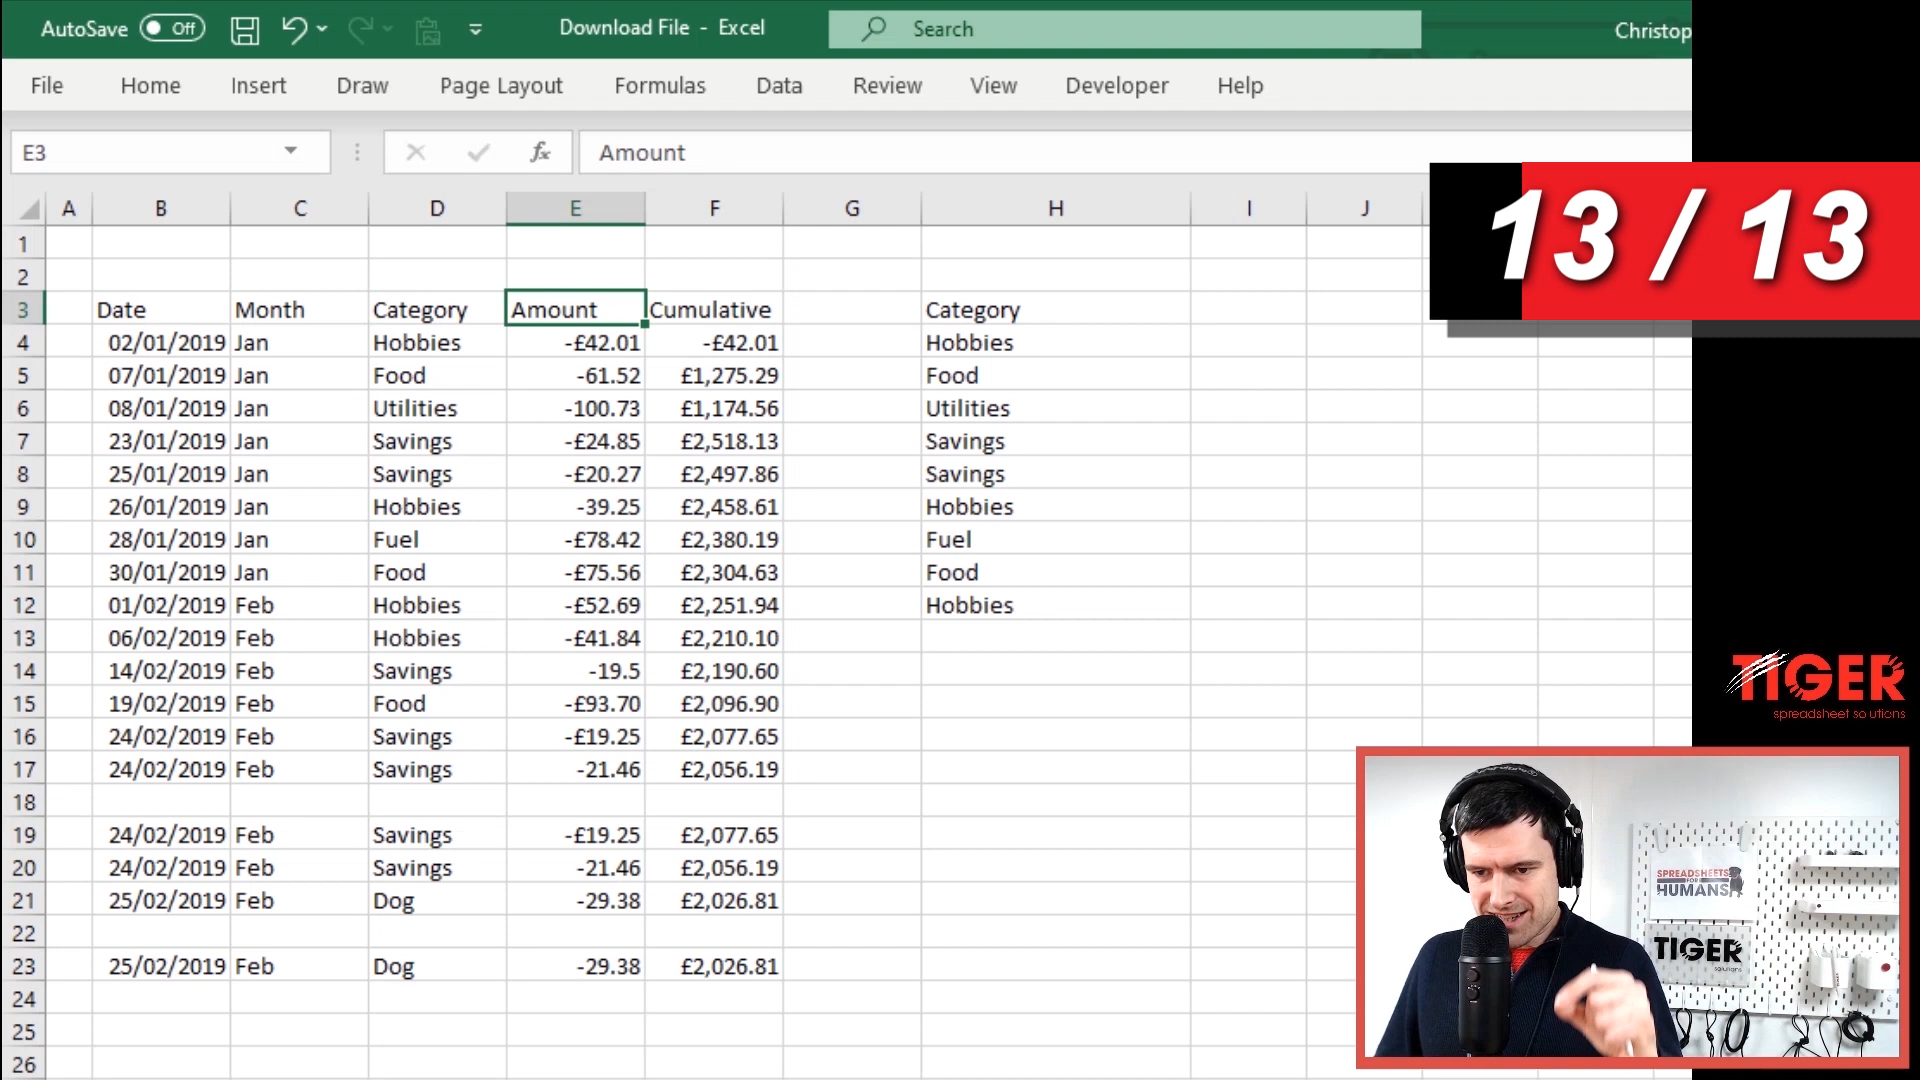 AutoSave Off Download File - Excel Search Christop
File Home Insert Draw Page Layout Formulas Data Review View Developer Help
E3 fx Amount
A B C D E F G H I J
13 / 13
1
2
3 Date Month Category Amount Cumulative Category
4 02/01/2019 Jan Hobbies -£42.01 -£42.01 Hobbies
5 07/01/2019 Jan Food -61.52 £1,275.29 Food
6 08/01/2019 Jan Utilities -100.73 £1,174.56 Utilities
7 23/01/2019 Jan Savings -£24.85 £2,518.13 Savings
8 25/01/2019 Jan Savings -£20.27 £2,497.86 Savings
9 26/01/2019 Jan Hobbies -39.25 £2,458.61 Hobbies
10 28/01/2019 Jan Fuel -£78.42 £2,380.19 Fuel
11 30/01/2019 Jan Food -£75.56 £2,304.63 Food
12 01/02/2019 Feb Hobbies -£52.69 £2,251.94 Hobbies
13 06/02/2019 Feb Hobbies -£41.84 £2,210.10
14 14/02/2019 Feb Savings -19.5 £2,190.60
15 19/02/2019 Feb Food -£93.70 £2,096.90
16 24/02/2019 Feb Savings -£19.25 £2,077.65
17 24/02/2019 Feb Savings -21.46 £2,056.19
18
19 24/02/2019 Feb Savings -£19.25 £2,077.65
20 24/02/2019 Feb Savings -21.46 £2,056.19
21 25/02/2019 Feb Dog -29.38 £2,026.81
22
23 25/02/2019 Feb Dog -29.38 £2,026.81
24
25
26
TIGER
spreadsheet solutions
SPREADSHEETS
FOR
HUMANS
TIGER
solutions